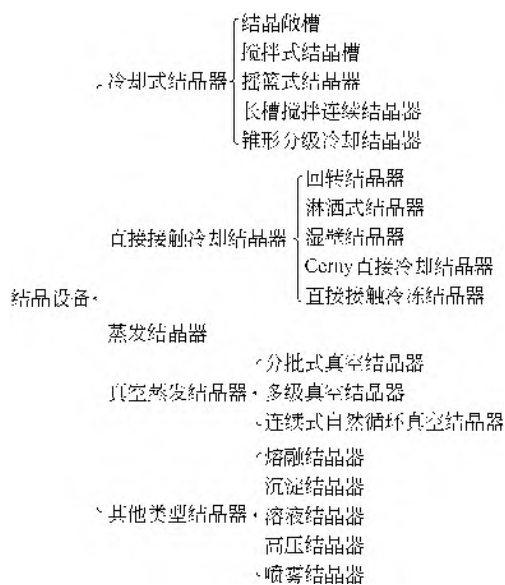 结晶敞槽
搅拌式结晶槽
冷却式结晶器 摇篮式结晶器
长槽搅拌连续结晶器
锥形分级冷却结晶器
回转结晶器
淋洒式结晶器
直接接触冷却结晶器 湿壁结晶器
Cerny直接冷却结晶器
结晶设备 直接接触冷冻结晶器
蒸发结晶器
分批式真空结晶器
真空蒸发结晶器 多级真空结晶器
连续式自然循环真空结晶器
熔融结晶器
沉淀结晶器
其他类型结晶器 溶液结晶器
高压结晶器
喷雾结晶器